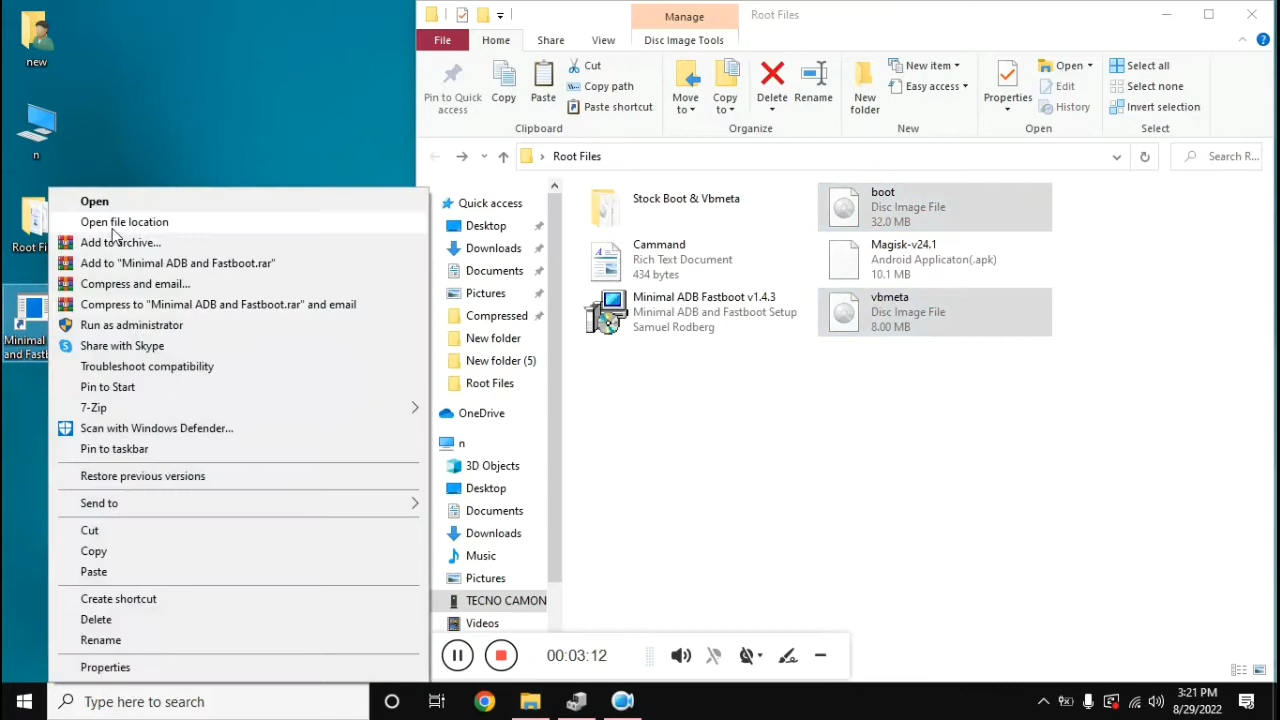 new
n
Root Fi
Minimal
and Fastb
Open
Open file location
Add to archive...
Add to "Minimal ADB and Fastboot.rar"
Compress and email...
Compress to "Minimal ADB and Fastboot.rar" and email
Run as administrator
Share with Skype
Troubleshoot compatibility
Pin to Start
7-Zip
Scan with Windows Defender...
Pin to taskbar
Restore previous versions
Send to
Cut
Copy
Paste
Create shortcut
Delete
Rename
Properties
Manage
Root Files
File
Home
Share
View
Disc Image Tools
Pin to Quick
access
Copy
Paste
Cut
Copy path
Paste shortcut
Clipboard
Move
to
Copy
to
Delete
Rename
Organize
New
folder
New item
Easy access
New
Properties
Open
Edit
History
Open
Select all
Select none
Invert selection
Select
Root Files
Search R...
Quick access
Desktop
Downloads
Documents
Pictures
Compressed
New folder
New folder (5)
Root Files
OneDrive
n
3D Objects
Desktop
Documents
Downloads
Music
Pictures
TECNO CAMON
Videos
Stock Boot & Vbmeta
Cammand
Rich Text Document
434 bytes
Minimal ADB Fastboot v1.4.3
Minimal ADB and Fastboot Setup
Samuel Rodberg
boot
Disc Image File
32.0 MB
Magisk-v24.1
Android Applicaton(.apk)
10.1 MB
vbmeta
Disc Image File
8.00 MB
00:03:12
Type here to search
3:21 PM
8/29/2022